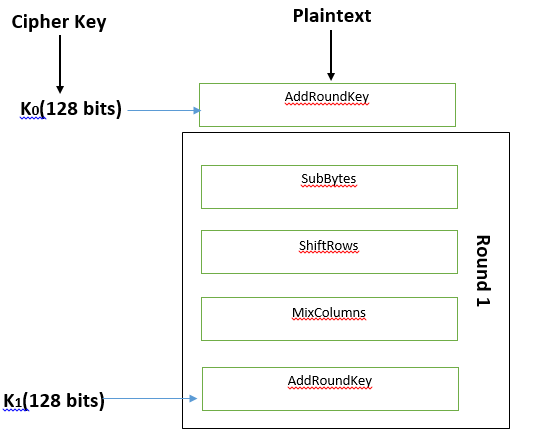 Cipher Key
Plaintext
K0(128 bits)
AddRoundKey
SubBytes
ShiftRows
MixColumns
AddRoundKey
Round 1
K1(128 bits)